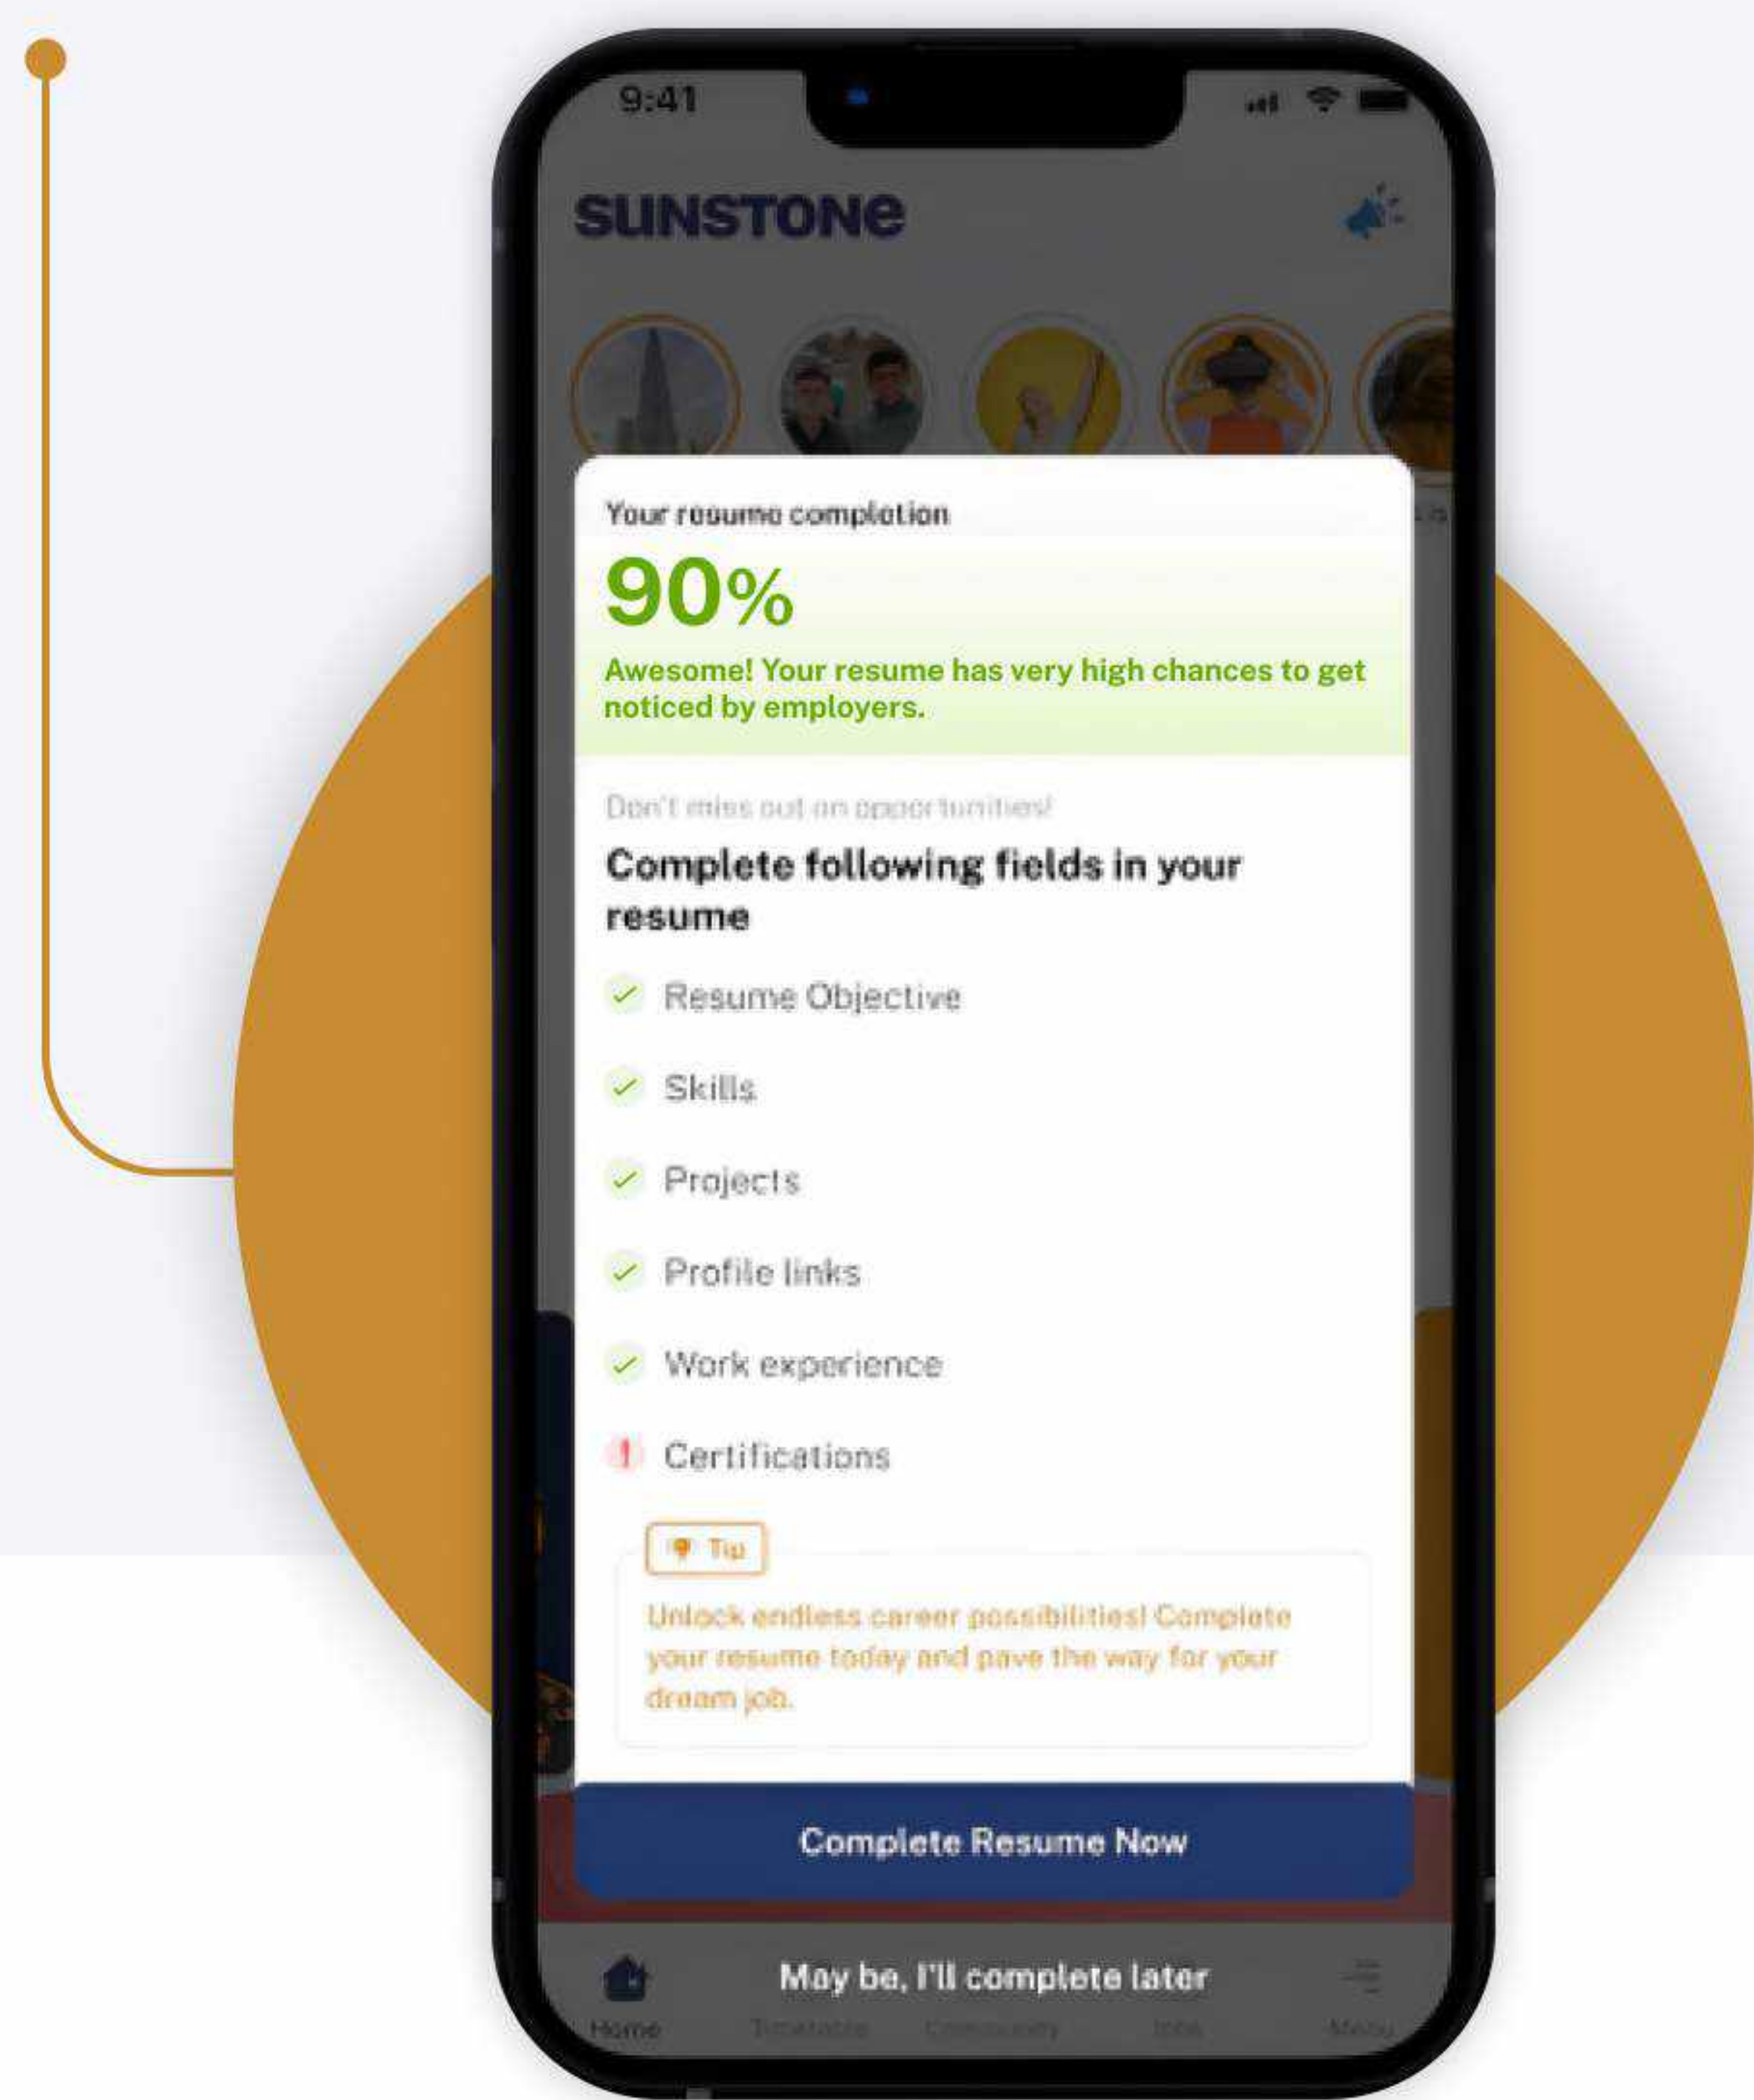 9:41
SUNSTONE
Your resume completion
90%
Awesome! Your resume has very high chances to get
noticed by employers.
Don't miss out on opportunities!
Complete following fields in your
resume
Resume Objective
Skills
Projects
Profile links
Work experience
Certifications
Tip
Unlock endless career possibilities! Complete
your resume today and pave the way for your
dream job.
Complete Resume Now
May be, I'll complete later
Home Timetable Community Jobs Menu